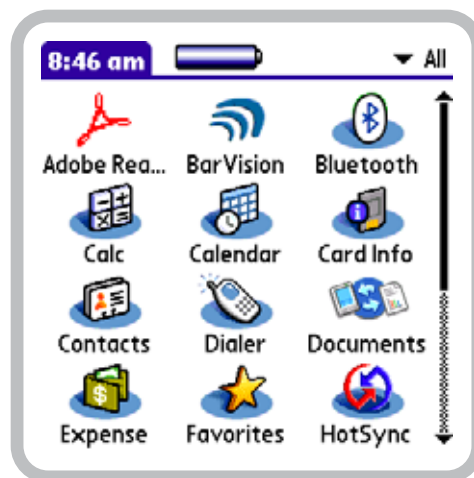 8:46 am All
Adobe Rea... BarVision Bluetooth
Calc Calendar Card Info
Contacts Dialer Documents
Expense Favorites HotSync